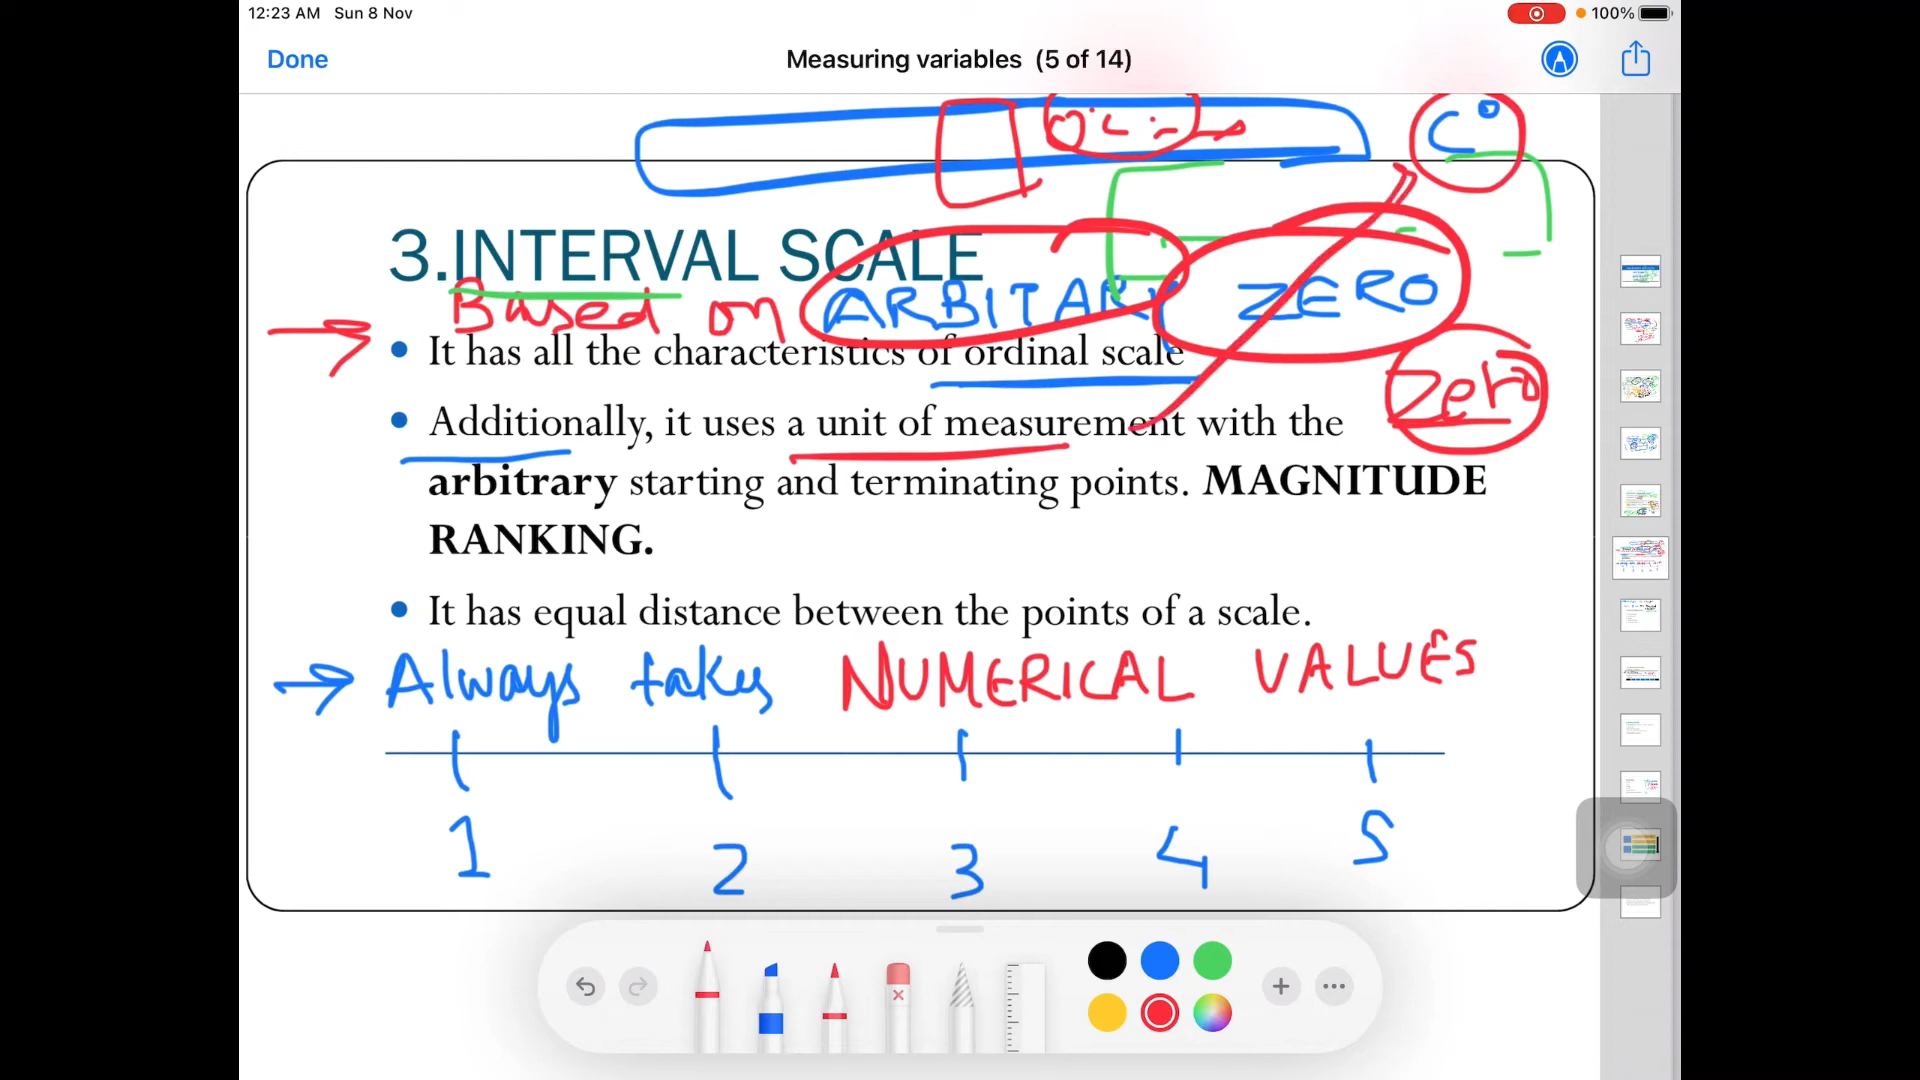 12:23 AM Sun 8 Nov
100%
Done
Measuring variables (5 of 14)
C°
3.INTERVAL SCALE
Based on ARBITARY ZERO
• It has all the characteristics of ordinal scale
Zero
• Additionally, it uses a unit of measurement with the
arbitrary starting and terminating points. MAGNITUDE
RANKING.
• It has equal distance between the points of a scale.
→ Always takes NUMERICAL VALUES
1 2 3 4 5